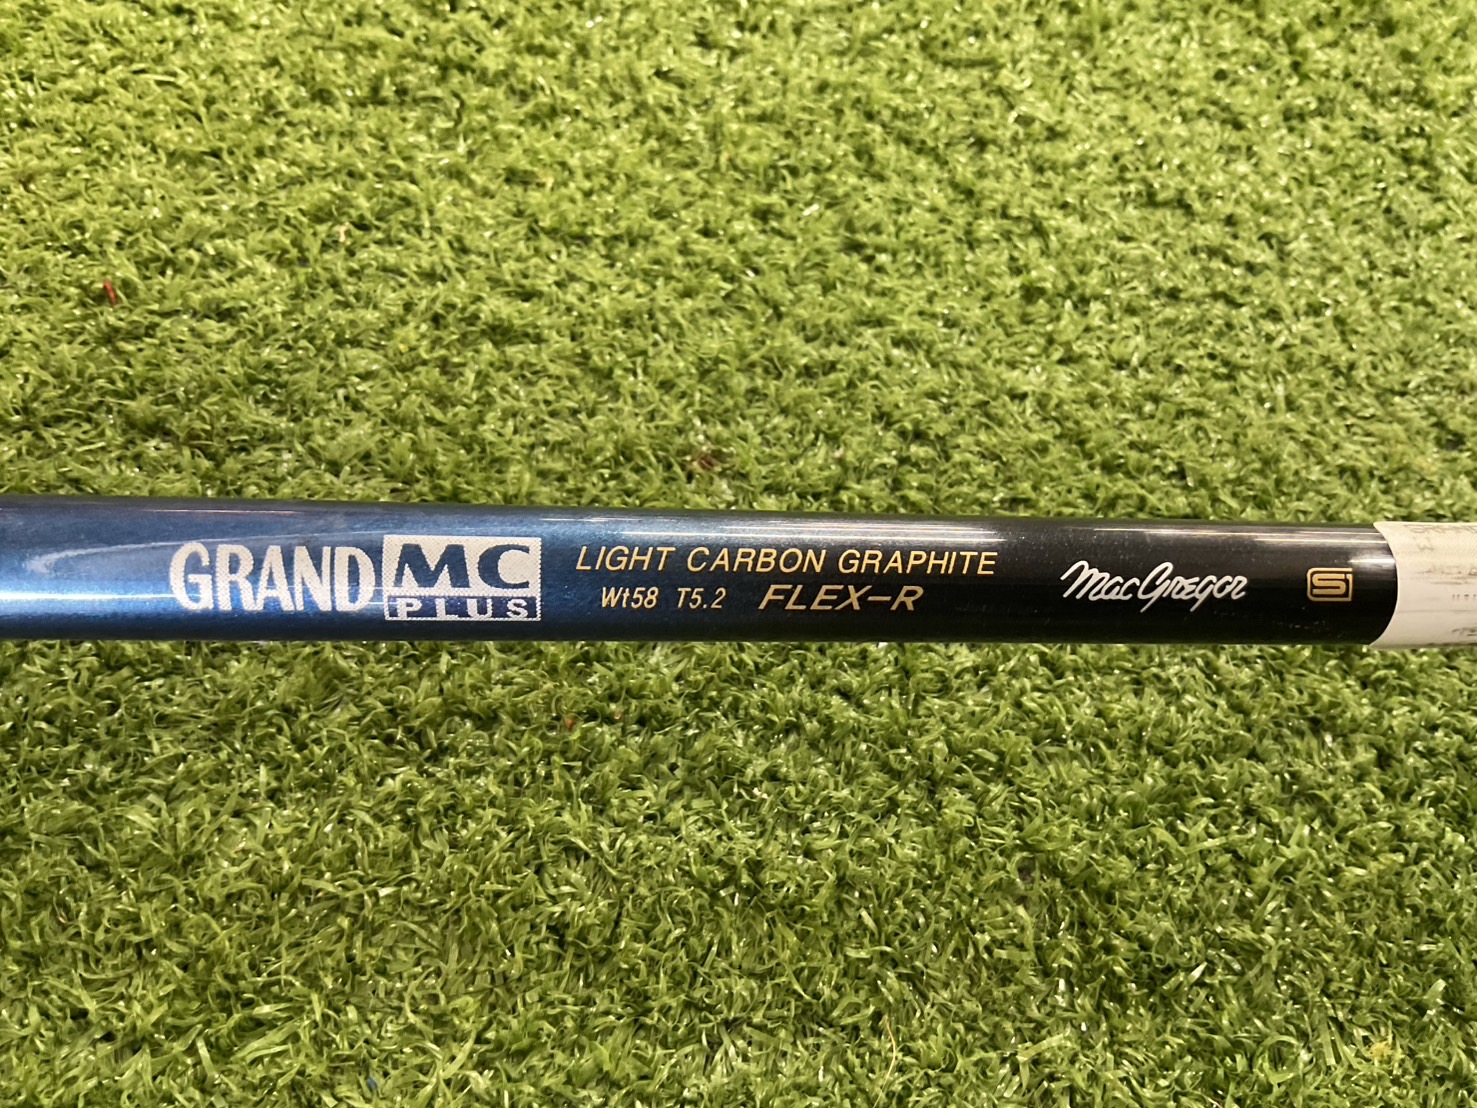 GRAND MC PLUS
LIGHT CARBON GRAPHITE
Wt58 T5.2 FLEX-R
MacGregor